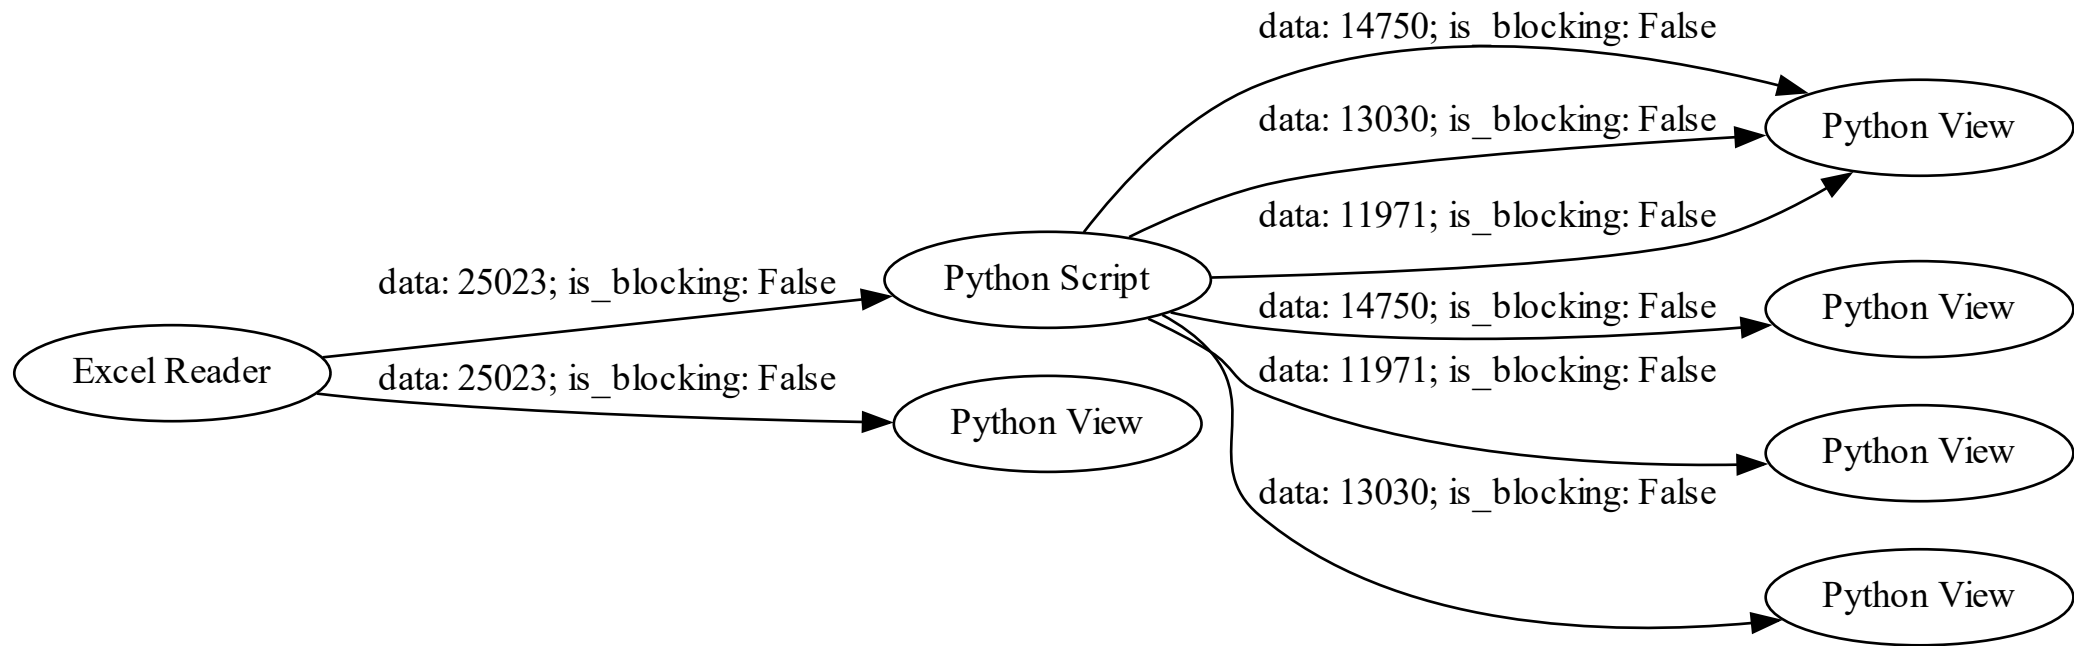 data: 14750; is_blocking: False
Python View
data: 13030; is_blocking: False
data: 11971; is_blocking: False
Python Script
data: 25023; is_blocking: False
data: 14750; is_blocking: False
Python View
Excel Reader
data: 25023; is_blocking: False
data: 11971; is_blocking: False
Python View
Python View
data: 13030; is_blocking: False
Python View